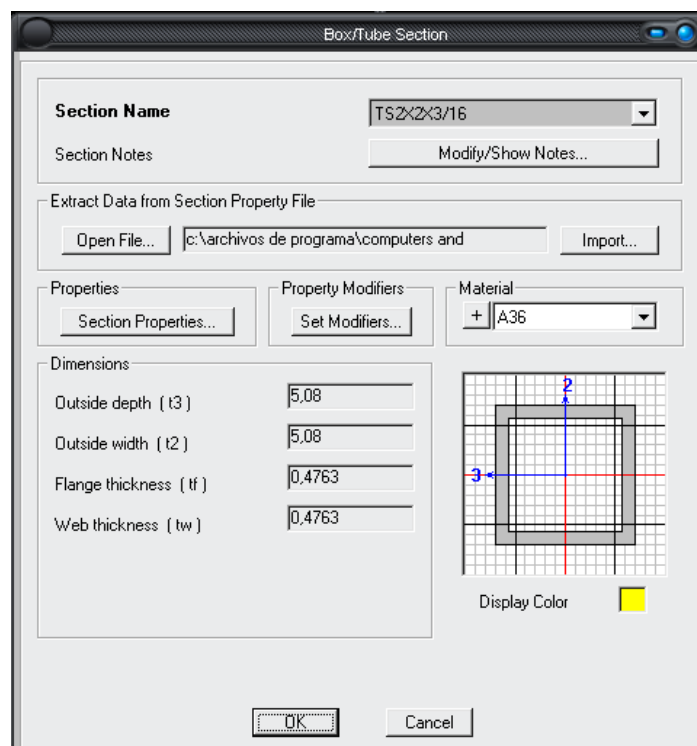 Box/Tube Section
Section Name
TS2X2X3/16
Section Notes
Modify/Show Notes...
Extract Data from Section Property File
Open File...
c:\archivos de programa\computers and
Import...
Properties
Section Properties...
Property Modifiers
Set Modifiers...
Material
+
A36
Dimensions
Outside depth ( t3 )
5,08
Outside width ( t2 )
5,08
Flange thickness ( tf )
0,4763
Web thickness ( tw )
0,4763
2
3
Display Color
OK
Cancel